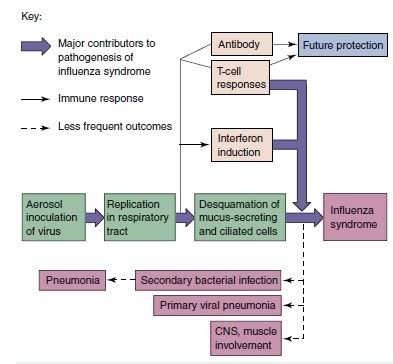 Key:
Major contributors to
pathogenesis of
influenza syndrome
Immune response
Less frequent outcomes
Antibody
Future protection
T-cell
responses
Interferon
induction
Aerosol
inoculation
of virus
Replication
in respiratory
tract
Desquamation of
mucus-secreting
and ciliated cells
Influenza
syndrome
Pneumonia
Secondary bacterial infection
Primary viral pneumonia
CNS, muscle
involvement